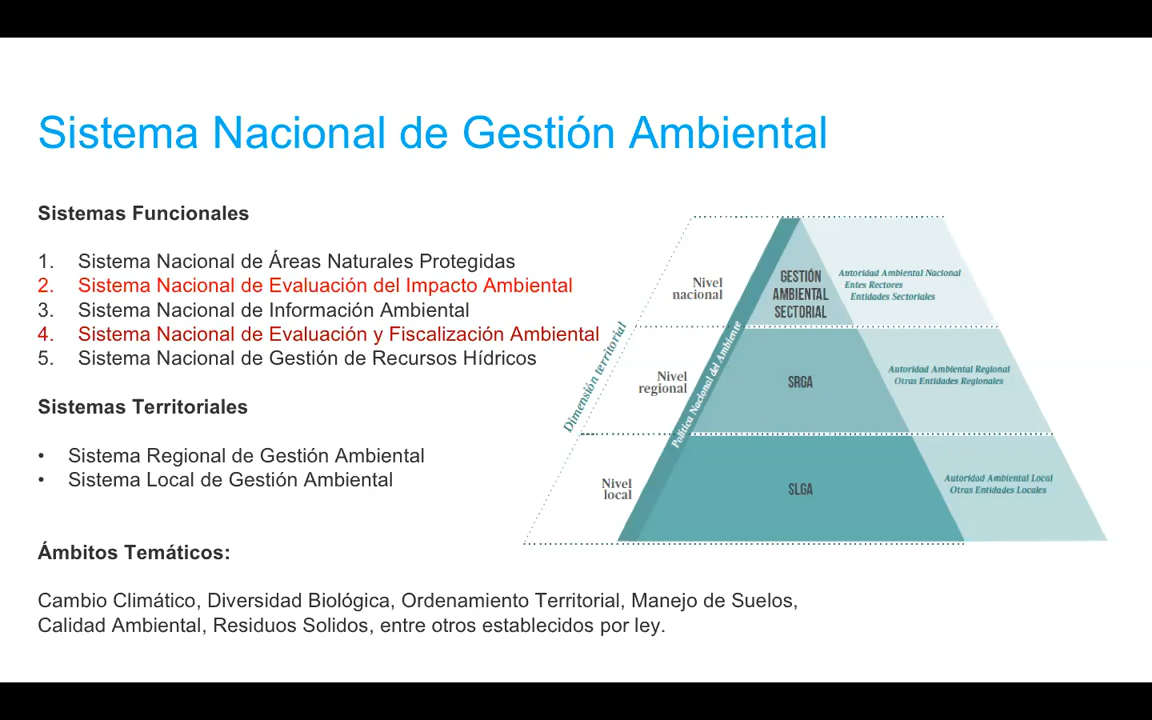 Sistema Nacional de Gestión Ambiental
Sistemas Funcionales
1. Sistema Nacional de Áreas Naturales Protegidas
2. Sistema Nacional de Evaluación del Impacto Ambiental
3. Sistema Nacional de Información Ambiental
4. Sistema Nacional de Evaluación y Fiscalización Ambiental
5. Sistema Nacional de Gestión de Recursos Hídricos
Sistemas Territoriales
• Sistema Regional de Gestión Ambiental
• Sistema Local de Gestión Ambiental
Ámbitos Temáticos:
Cambio Climático, Diversidad Biológica, Ordenamiento Territorial, Manejo de Suelos,
Calidad Ambiental, Residuos Solidos, entre otros establecidos por ley.
Dimensión territorial
Política Nacional del Ambiente
Nivel
nacional
GESTIÓN
AMBIENTAL
SECTORIAL
Autoridad Ambiental Nacional
Entes Rectores
Entidades Sectoriales
Nivel
regional
SRGA
Autoridad Ambiental Regional
Otras Entidades Regionales
Nivel
local
SLGA
Autoridad Ambiental Local
Otras Entidades Locales